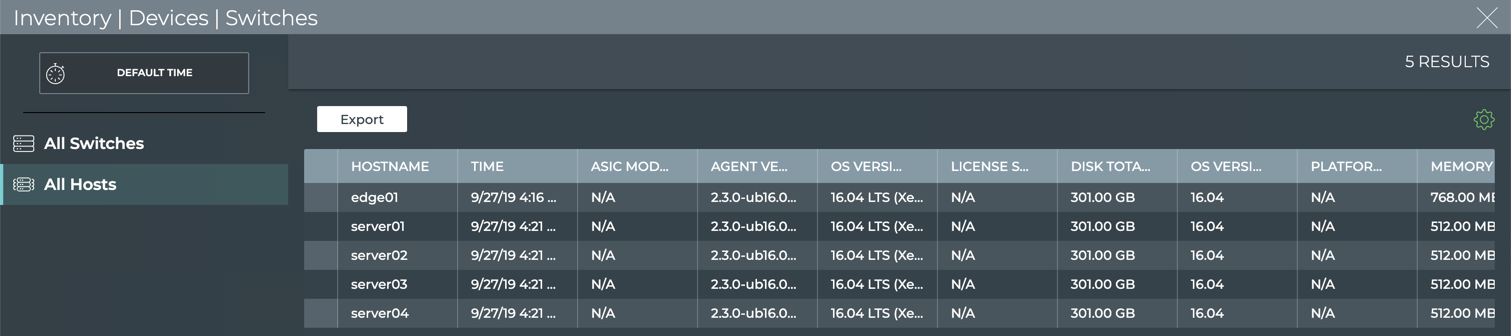 Inventory | Devices | Switches
DEFAULT TIME
5 RESULTS
All Switches
All Hosts
Export
HOSTNAME TIME ASIC MOD... AGENT VE... OS VERSI... LICENSE S... DISK TOTA... OS VERSI... PLATFOR... MEMORY
edge01 9/27/19 4:16 ... N/A 2.3.0-ub16.0... 16.04 LTS (Xe... N/A 301.00 GB 16.04 N/A 768.00 MB
server01 9/27/19 4:21 ... N/A 2.3.0-ub16.0... 16.04 LTS (Xe... N/A 301.00 GB 16.04 N/A 512.00 MB
server02 9/27/19 4:21 ... N/A 2.3.0-ub16.0... 16.04 LTS (Xe... N/A 301.00 GB 16.04 N/A 512.00 MB
server03 9/27/19 4:21 ... N/A 2.3.0-ub16.0... 16.04 LTS (Xe... N/A 301.00 GB 16.04 N/A 512.00 MB
server04 9/27/19 4:21 ... N/A 2.3.0-ub16.0... 16.04 LTS (Xe... N/A 301.00 GB 16.04 N/A 512.00 MB